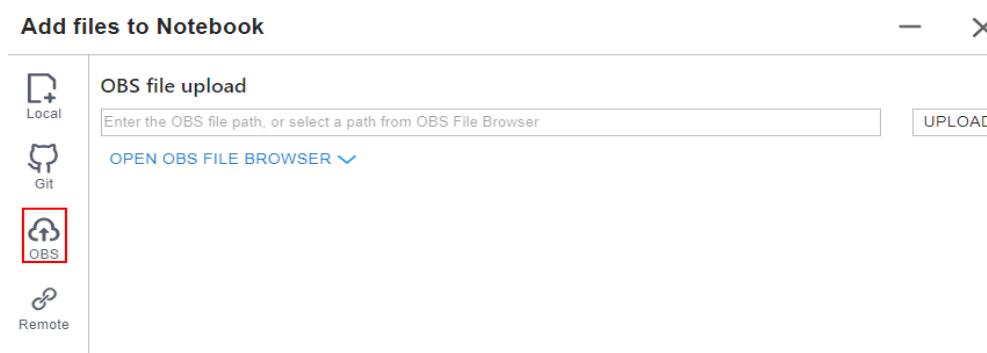 Add files to Notebook
Local
Git
OBS
Remote
OBS file upload
Enter the OBS file path, or select a path from OBS File Browser
UPLOAD
OPEN OBS FILE BROWSER